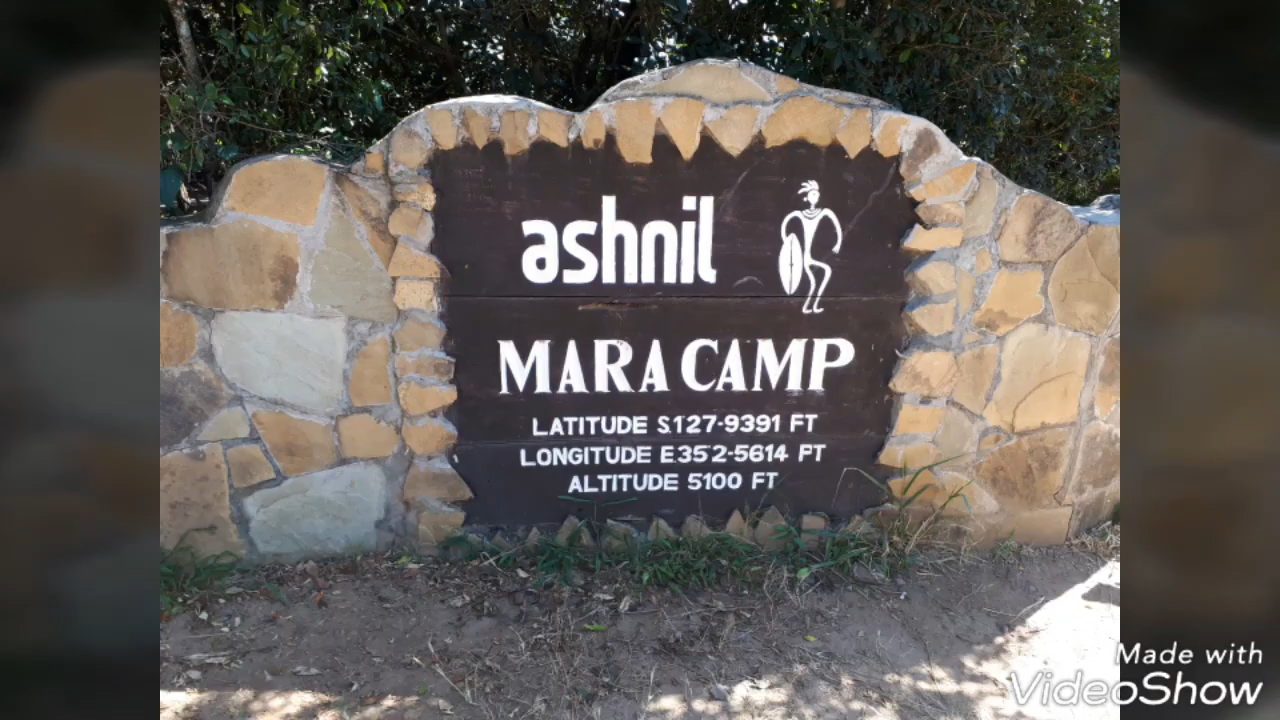 ashnil
MARA CAMP
LATITUDE S.127-9391 FT
LONGITUDE E.352-5614 FT
ALTITUDE 5100 FT
Made with
VideoShow